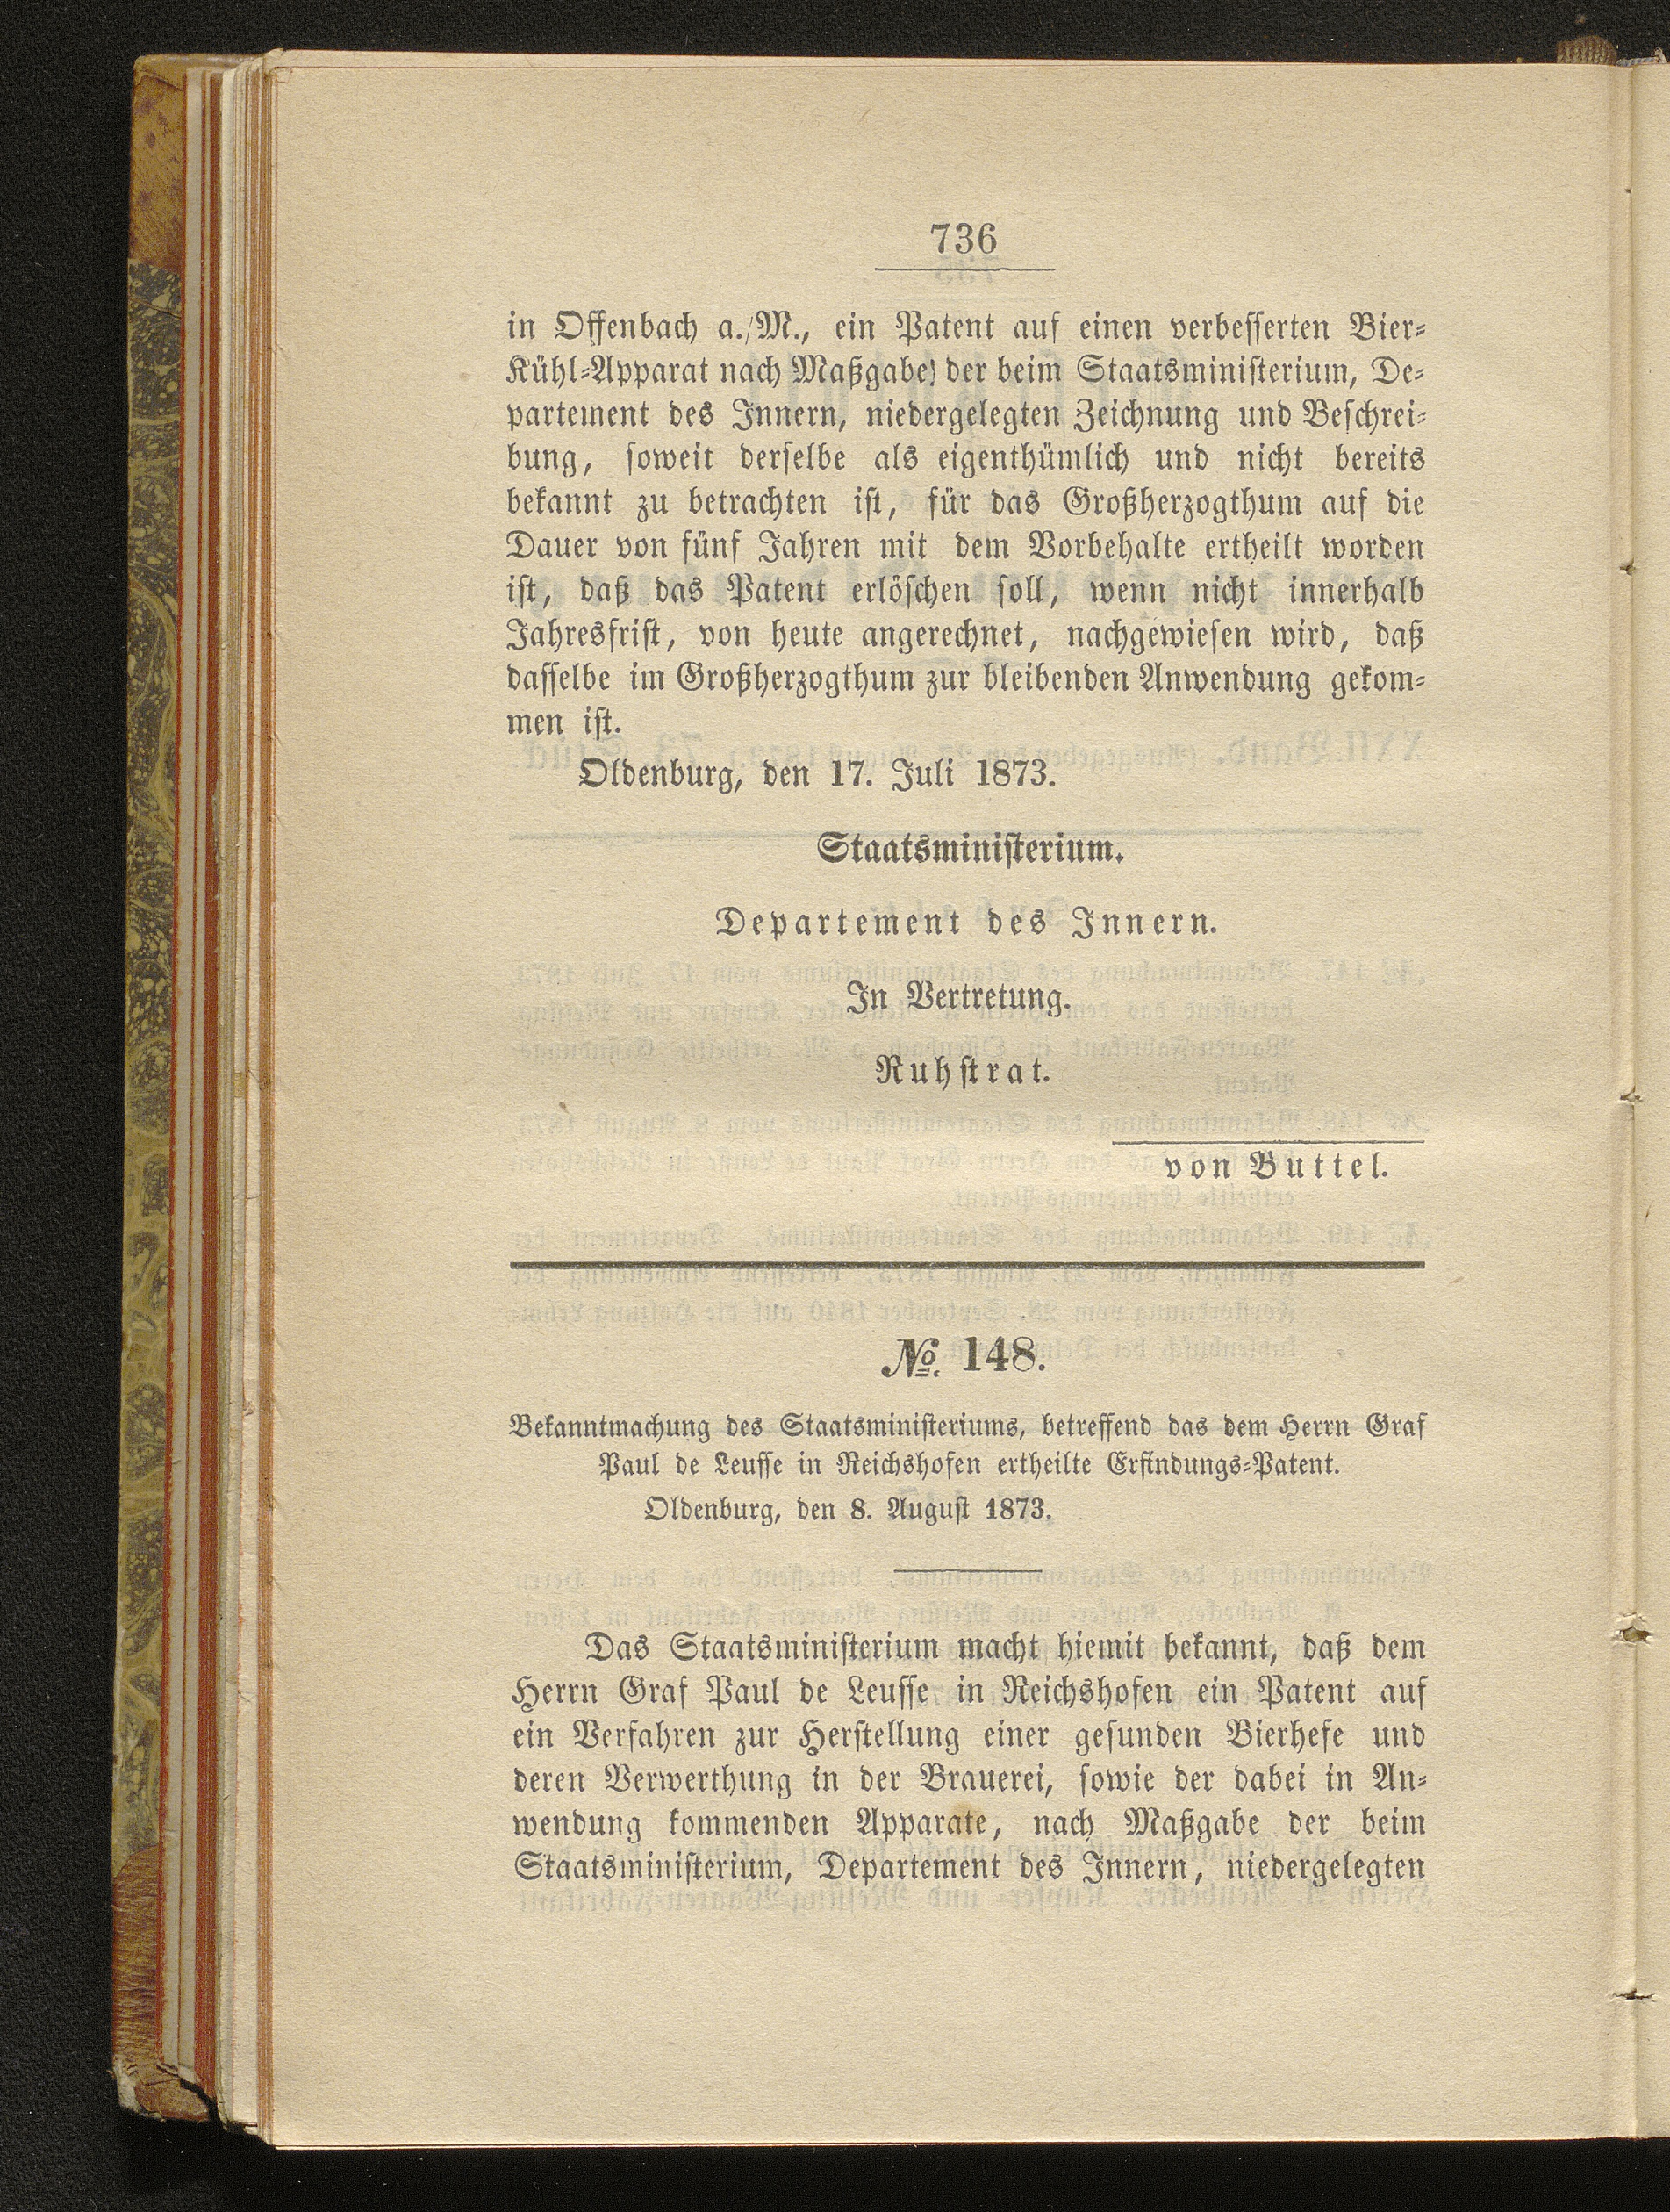 736
in Offenbach a./M., ein Patent auf einen verbesserten Bier-
Kühl-Apparat nach Maßgabe der beim Staatsministerium, De-
partement des Innern, niedergelegten Zeichnung und Beschrei-
bung, soweit derselbe als eigenthümlich und nicht bereits
bekannt zu betrachten ist, für das Großherzogthum auf die
Dauer von fünf Jahren mit dem Vorbehalte ertheilt worden
ist, daß das Patent erlöschen soll, wenn nicht innerhalb
Jahresfrist, von heute angerechnet, nachgewiesen wird, daß
dasselbe im Großherzogthum zur bleibenden Anwendung gekom-
men ist.
Oldenburg, den 17. Juli 1873.
Staatsministerium.
Departement des Innern.
In Vertretung.
Ruhstrat.
von Buttel.
№. 148.
Bekanntmachung des Staatsministeriums, betreffend das dem Herrn Graf
Paul de Leusse in Reichshofen ertheilte Erfindungs-Patent.
Oldenburg, den 8. August 1873.
Das Staatsministerium macht hiemit bekannt, daß dem
Herrn Graf Paul de Leusse in Reichshofen ein Patent auf
ein Verfahren zur Herstellung einer gesunden Bierhefe und
deren Verwerthung in der Brauerei, sowie der dabei in An-
wendung kommenden Apparate, nach Maßgabe der beim
Staatsministerium, Departement des Innern, niedergelegten